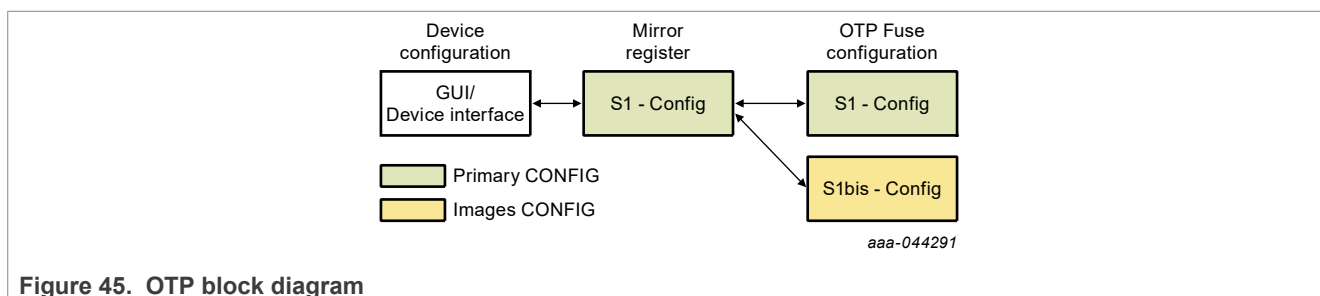 Device
configuration
Mirror
register
OTP Fuse
configuration
GUI/
Device interface
S1 - Config
S1 - Config
Primary CONFIG
Images CONFIG
S1bis - Config
aaa-044291
Figure 45. OTP block diagram